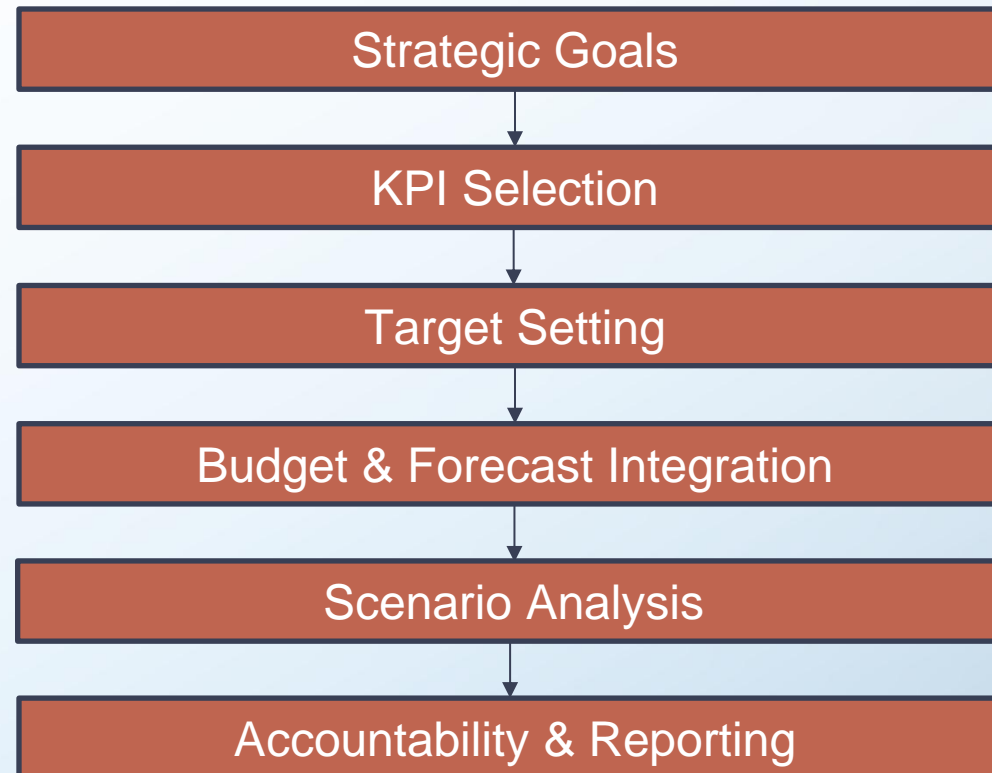 Strategic Goals
KPI Selection
Target Setting
Budget & Forecast Integration
Scenario Analysis
Accountability & Reporting